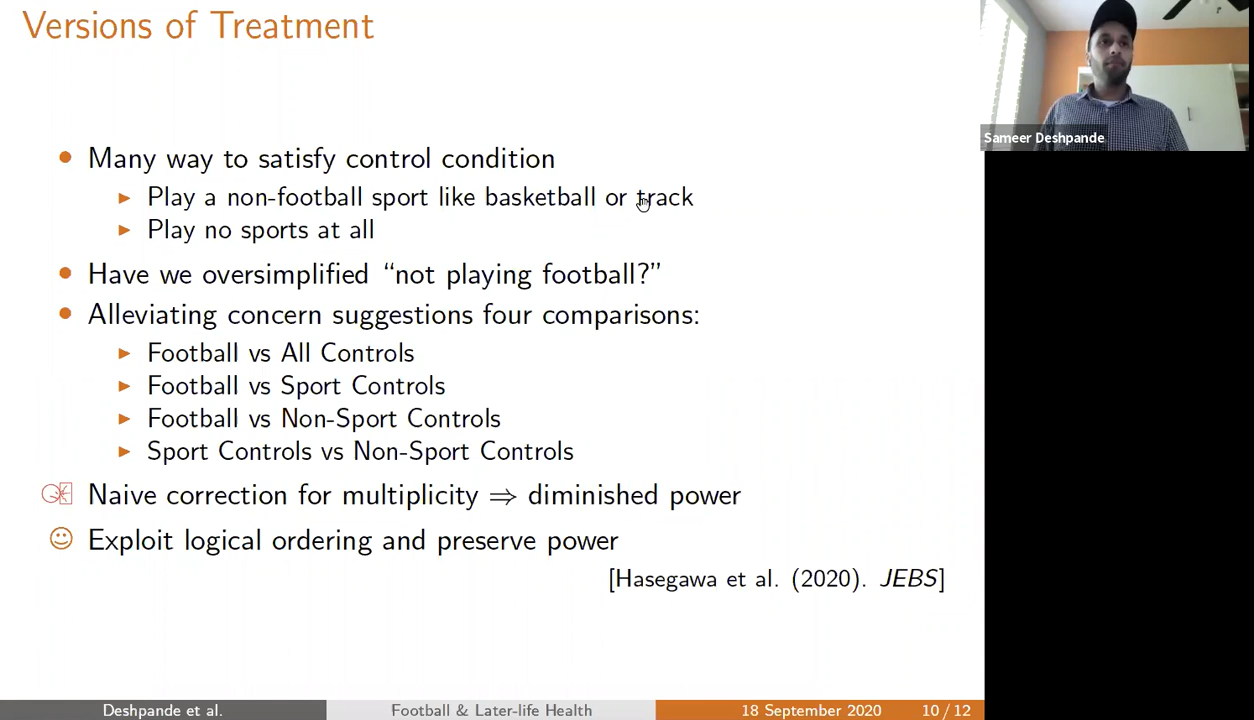 Versions of Treatment
Sameer Deshpande
Many way to satisfy control condition
Play a non-football sport like basketball or track
Play no sports at all
Have we oversimplified “not playing football?”
Alleviating concern suggestions four comparisons:
Football vs All Controls
Football vs Sport Controls
Football vs Non-Sport Controls
Sport Controls vs Non-Sport Controls
Naive correction for multiplicity ⇒ diminished power
Exploit logical ordering and preserve power
[Hasegawa et al. (2020). JEBS]
Deshpande et al. Football & Later-life Health 18 September 2020 10 / 12